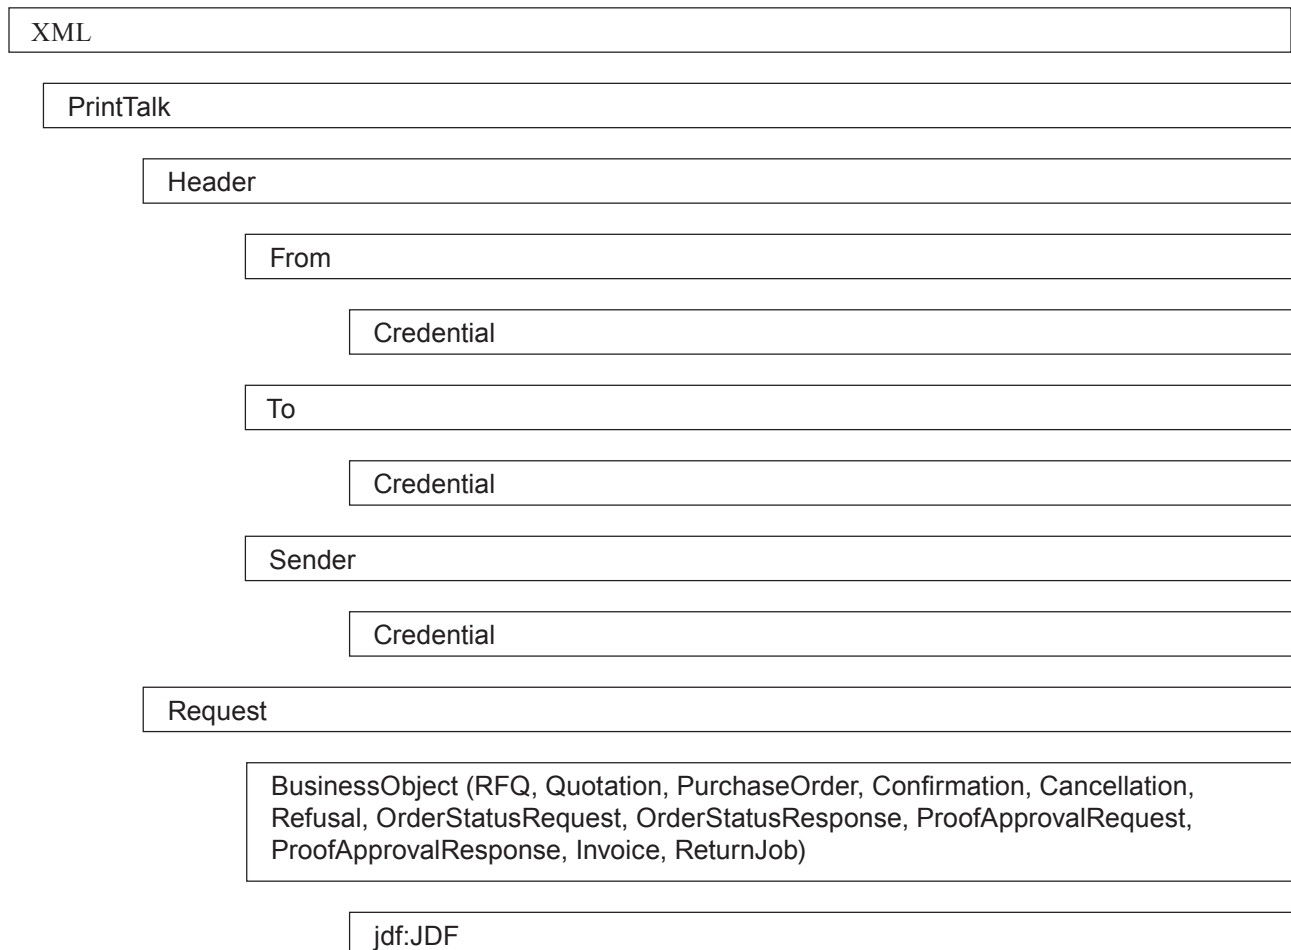 XML
PrintTalk
Header
From
Credential
To
Credential
Sender
Credential
Request
BusinessObject (RFQ, Quotation, PurchaseOrder, Confirmation, Cancellation,
Refusal, OrderStatusRequest, OrderStatusResponse, ProofApprovalRequest,
ProofApprovalResponse, Invoice, ReturnJob)
jdf:JDF